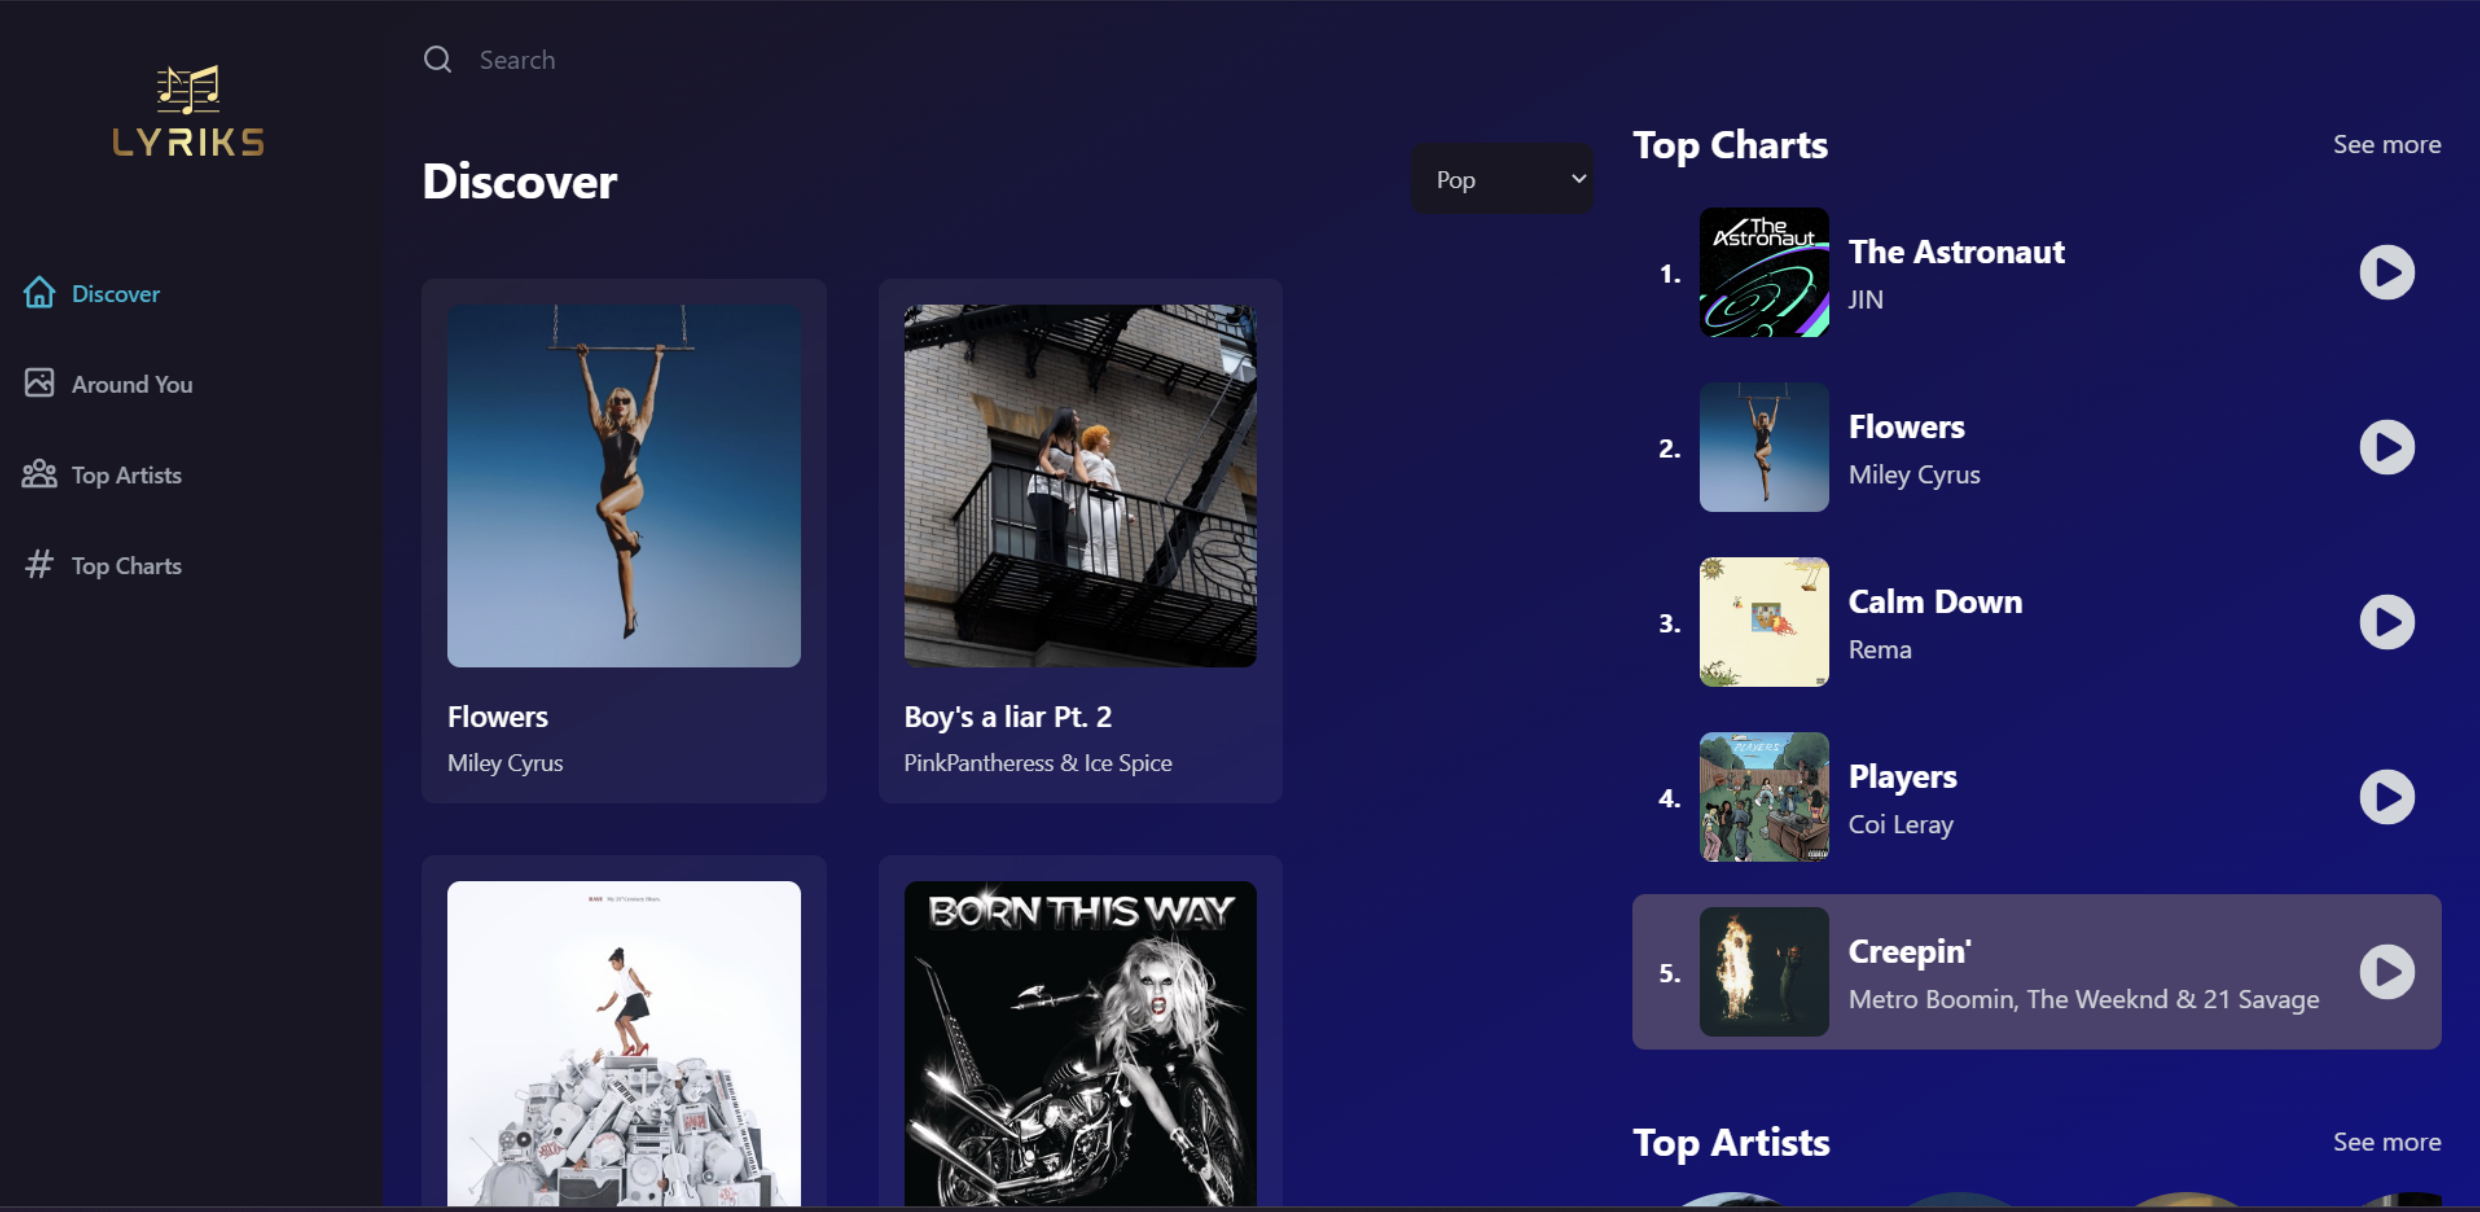 LYRIKS
Discover
Around You
Top Artists
Top Charts
Search
Discover
Pop
Flowers
Miley Cyrus
Boy's a liar Pt. 2
PinkPantheress & Ice Spice
BORN THIS WAY
Top Charts
See more
1.
The Astronaut
The Astronaut
JIN
2.
Flowers
Miley Cyrus
3.
Calm Down
Rema
4.
PLAYERS
Players
Coi Leray
5.
Creepin'
Metro Boomin, The Weeknd & 21 Savage
Top Artists
See more